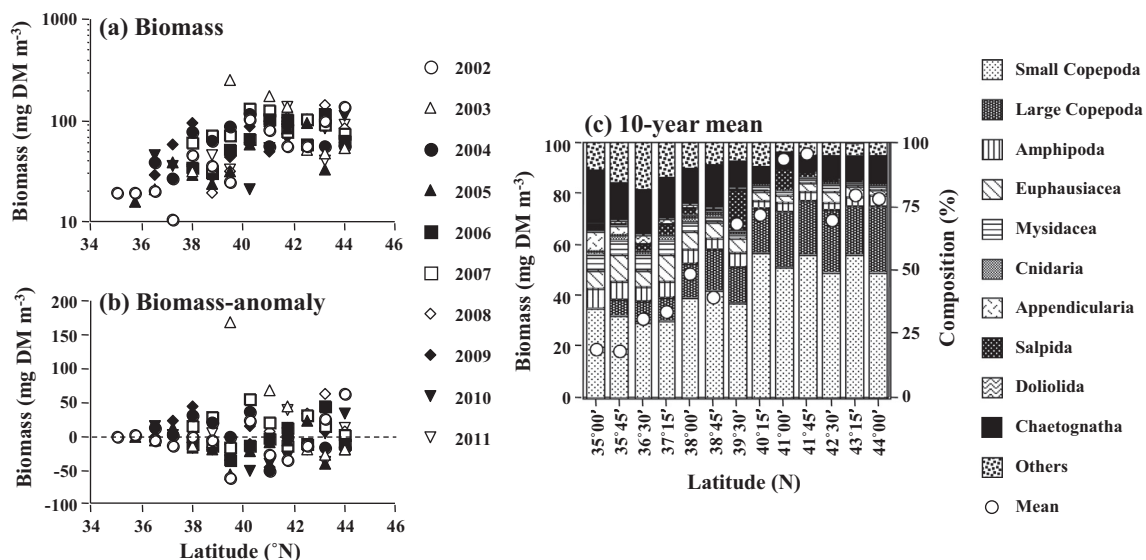 (a) Biomass
Biomass (mg DM m⁻³)
1000
100
10
34 36 38 40 42 44 46
(b) Biomass-anomaly
Biomass (mg DM m⁻³)
200
150
100
50
0
-50
-100
34 36 38 40 42 44 46
Latitude (˚N)
2002
2003
2004
2005
2006
2007
2008
2009
2010
2011
(c) 10-year mean
Biomass (mg DM m⁻³)
100
80
60
40
20
0
Composition (%)
100
75
50
25
0
35˚00'
35˚45'
36˚30'
37˚15'
38˚00'
38˚45'
39˚30'
40˚15'
41˚00'
41˚45'
42˚30'
43˚15'
44˚00'
Latitude (N)
Small Copepoda
Large Copepoda
Amphipoda
Euphausiacea
Mysidacea
Cnidaria
Appendicularia
Salpida
Doliolida
Chaetognatha
Others
Mean